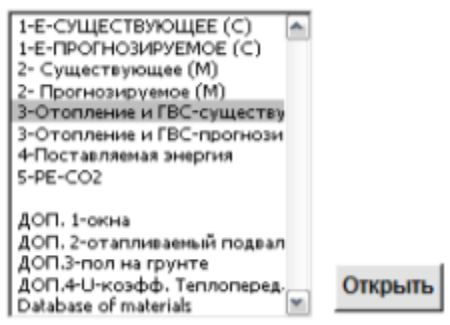 1-Е-СУЩЕСТВУЮЩЕЕ (С)
1-Е-ПРОГНОЗИРУЕМОЕ (С)
2- Существующее (М)
2- Прогнозируемое (М)
3-Отопление и ГВС-существу
3-Отопление и ГВС-прогнози
4-Поставляемая энергия
5-РЕ-СО2
ДОП. 1-окна
ДОП. 2-отапливаемый подвал
ДОП.3-пол на грунте
ДОП.4-U-коэфф. Теплоперед.
Database of materials
Открыть